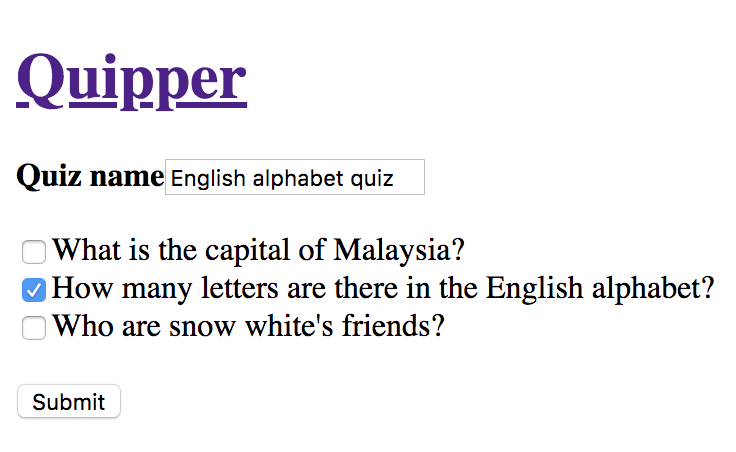 Quipper
Quiz name English alphabet quiz
What is the capital of Malaysia?
How many letters are there in the English alphabet?
Who are snow white's friends?
Submit